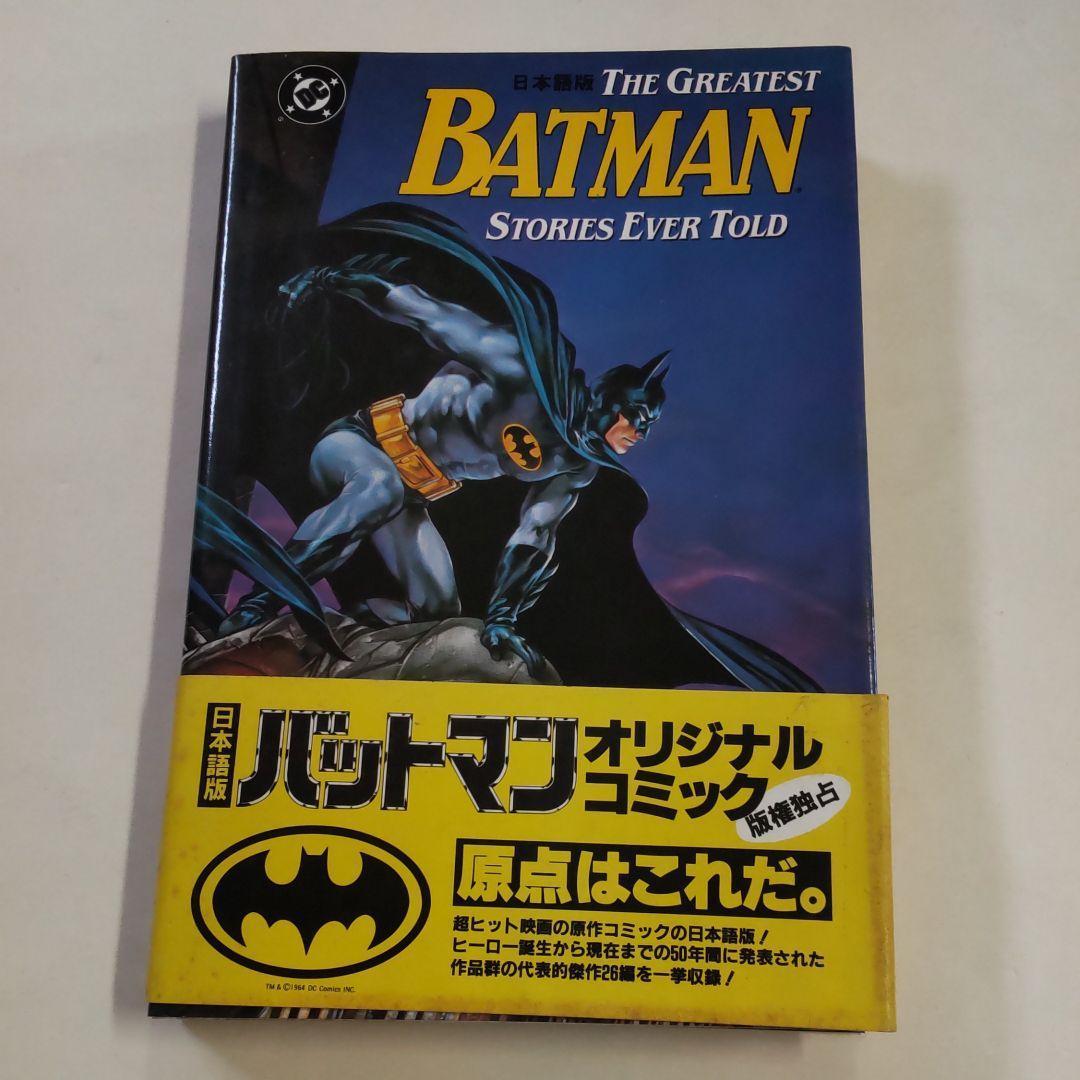 DC
日本語版 THE GREATEST
BATMAN
STORIES EVER TOLD
日本語版
バットマン
オリジナル
コミック
版権独占
原点はこれだ。
超ヒット映画の原作コミックの日本語版!
ヒーロー誕生から現在までの50年間に発表された
作品群の代表的傑作26編を一挙収録!
TM & ©1964 DC Comics INC.